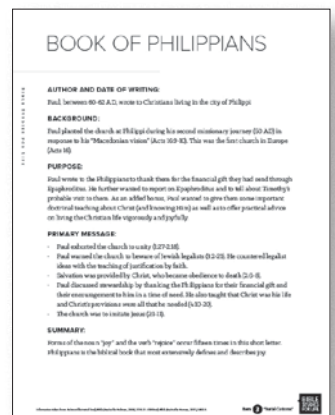 BOOK OF PHILIPPIANS
AUTHOR AND DATE OF WRITING:
Paul, between 60-62 AD, wrote to Christians living in the city of Philippi
BACKGROUND:
Paul planted the church at Philippi during his second missionary journey (50 AD) in
response to his "Macedonian vision" (Acts 16:9-10). This was the first church in Europe
(Acts 16)
PURPOSE:
Paul wrote to the Philippians to thank them for the financial gift they had sent through
Epaphroditus. He further wanted to report on Epaphroditus and to tell about Timothy's
probable visit to them. As an added bonus, Paul wanted to give them some important
doctrinal teaching about Christ (and knowing Him) as well as to offer practical advice
on living the Christian life vigorously and joyfully
PRIMARY MESSAGE:
· Paul exhorted the church to unity (1:27-2:18).
· Paul warned the church to beware of Jewish legalists He countered legalist
ideas with the teaching of justification by faith.
· Salvation was provided by Christ, who became obedience to death
· Paul discussed stewardship by thanking the Philippians for their financial gift and
their encouragement to him in a time of need. He also taught that Christ was his life
and Christ's provisions were all that he needed (4:10-20).
· The church was to imitate Jesus
SUMMARY:
Forms of the noun "joy" and the verb "rejoice" occur fifteen times in this short letter.
Philippians is the biblical book that most extensively defines and describes joy.
BIBLE